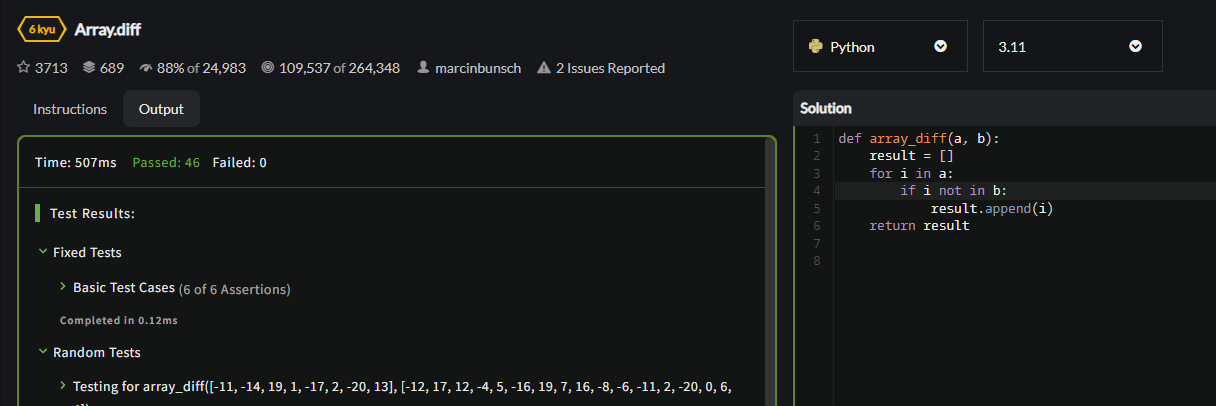 6 kyu Array.diff
3713 689 88% of 24,983 109,537 of 264,348 marcinbunsch 2 Issues Reported
Python 3.11
Instructions Output
Time: 507ms Passed: 46 Failed: 0
Test Results:
Fixed Tests
Basic Test Cases (6 of 6 Assertions)
Completed in 0.12ms
Random Tests
Testing for array_diff([-11, -14, 19, 1, -17, 2, -20, 13], [-12, 17, 12, -4, 5, -16, 19, 7, 16, -8, -6, -11, 2, -20, 0, 6,
Solution
1 def array_diff(a, b):
2     result = []
3     for i in a:
4         if i not in b:
5             result.append(i)
6     return result
7
8